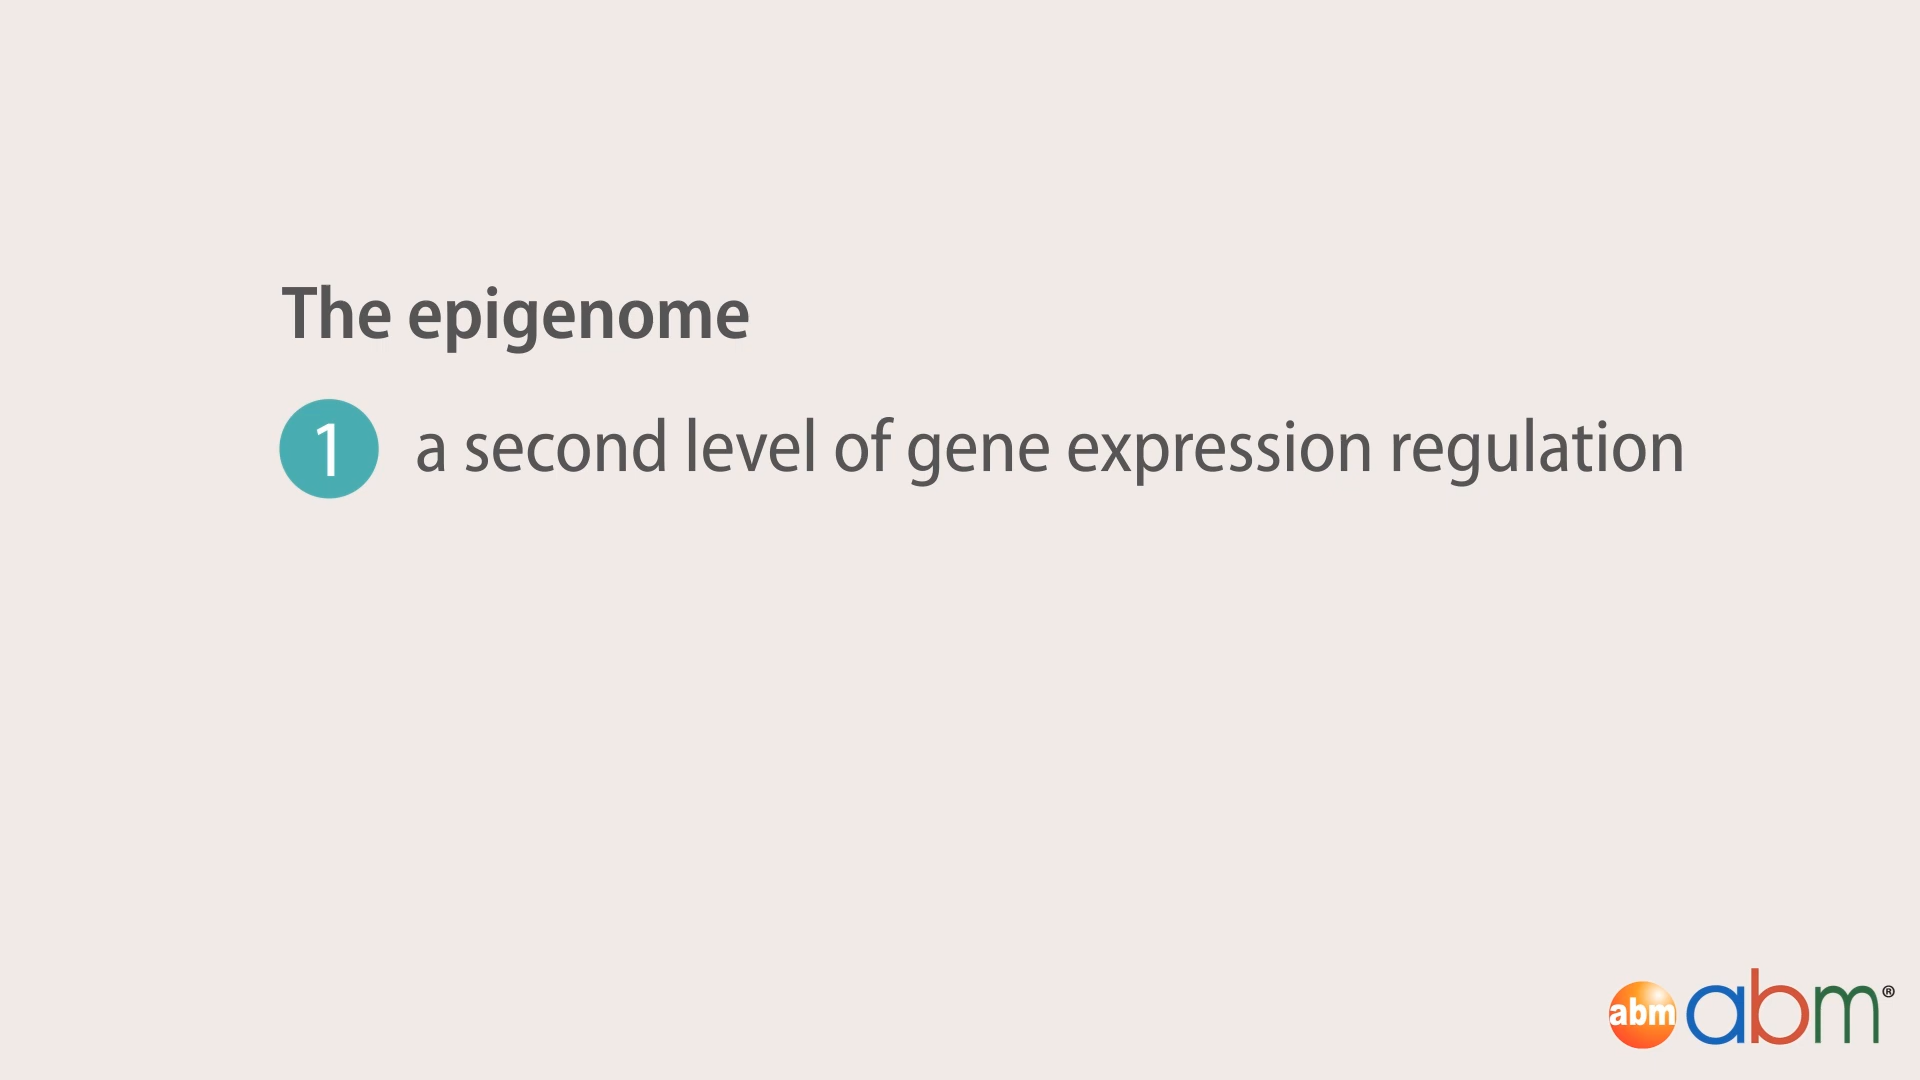 The epigenome
1 a second level of gene expression regulation
abm abm®